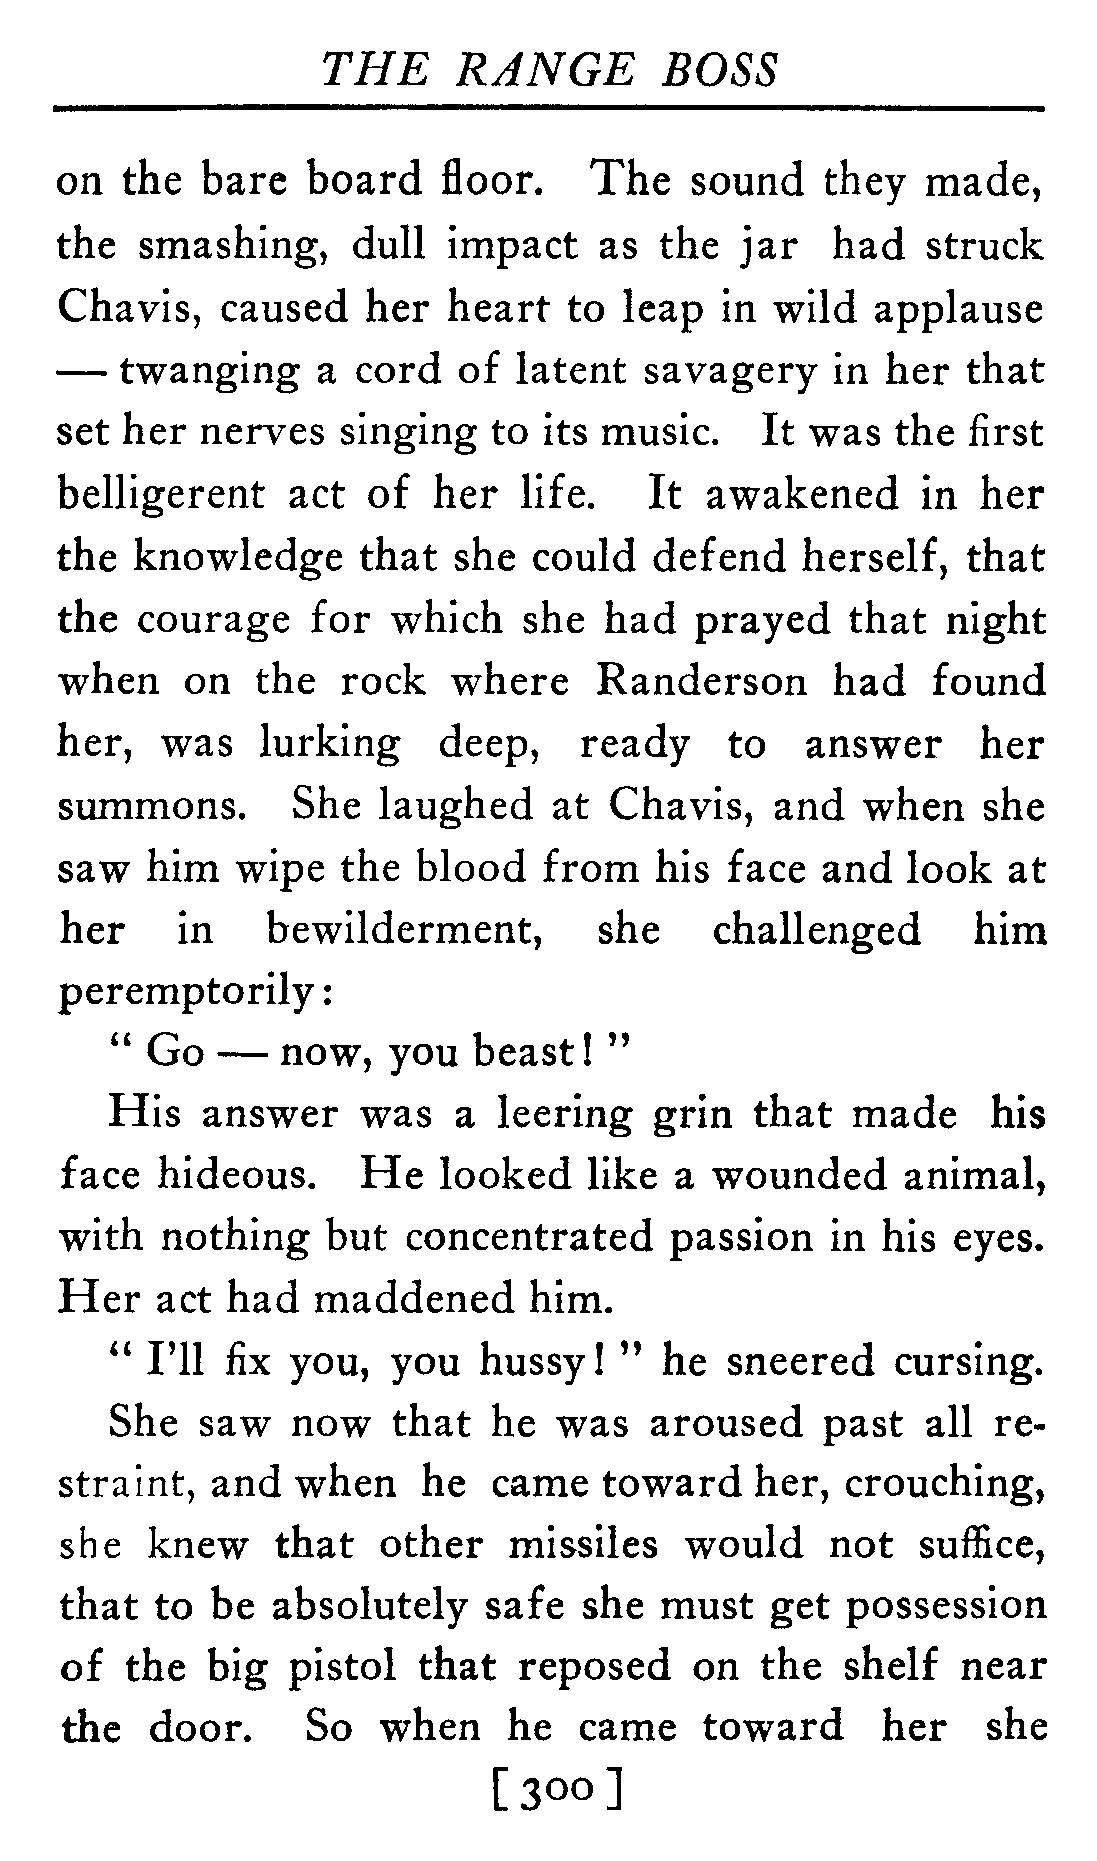 THE RANGE BOSS
on the bare board floor. The sound they made,
the smashing, dull impact as the jar had struck
Chavis, caused her heart to leap in wild applause
— twanging a cord of latent savagery in her that
set her nerves singing to its music. It was the first
belligerent act of her life. It awakened in her
the knowledge that she could defend herself, that
the courage for which she had prayed that night
when on the rock where Randerson had found
her, was lurking deep, ready to answer her
summons. She laughed at Chavis, and when she
saw him wipe the blood from his face and look at
her in bewilderment, she challenged him
peremptorily:
“ Go — now, you beast! ”
His answer was a leering grin that made his
face hideous. He looked like a wounded animal,
with nothing but concentrated passion in his eyes.
Her act had maddened him.
“ I’ll fix you, you hussy! ” he sneered cursing.
She saw now that he was aroused past all re-
straint, and when he came toward her, crouching,
she knew that other missiles would not suffice,
that to be absolutely safe she must get possession
of the big pistol that reposed on the shelf near
the door. So when he came toward her she
[ 300 ]